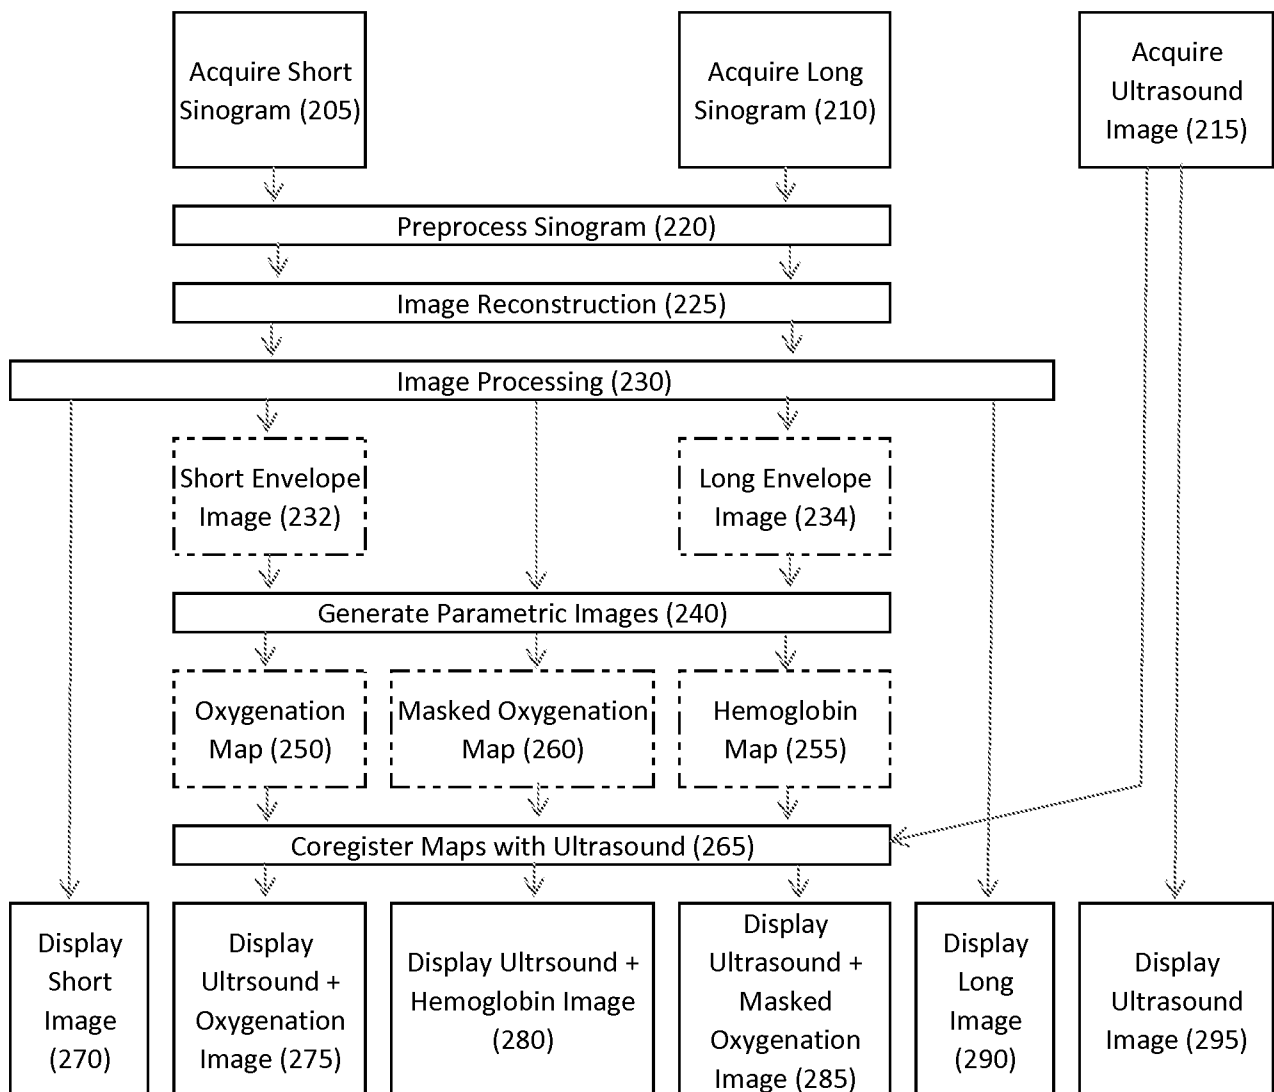 Acquire Short
Sinogram (205)
Acquire Long
Sinogram (210)
Acquire
Ultrasound
Image (215)
Preprocess Sinogram (220)
Image Reconstruction (225)
Image Processing (230)
Short Envelope
Image (232)
Long Envelope
Image (234)
Generate Parametric Images (240)
Oxygenation
Map (250)
Masked Oxygenation
Map (260)
Hemoglobin
Map (255)
Coregister Maps with Ultrasound (265)
Display
Short
Image
(270)
Display
Ultrsound +
Oxygenation
Image (275)
Display Ultrsound +
Hemoglobin Image
(280)
Display
Ultrasound +
Masked
Oxygenation
Image (285)
Display
Long
Image
(290)
Display
Ultrasound
Image (295)